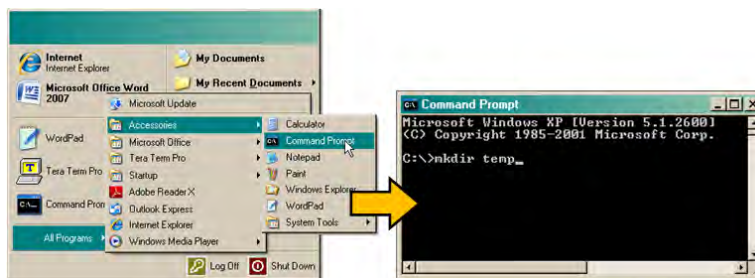 Internet
Internet Explorer
Microsoft Office Word
2007
WordPad
Tera Term Pro
Command Prom
All Programs
My Documents
My Recent Documents
Microsoft Update
Accessories
Microsoft Office
Tera Term Pro
Startup
Adobe Reader X
Outlook Express
Internet Explorer
Windows Media Player
Calculator
Command Prompt
Notepad
Paint
Windows Explorer
WordPad
System Tools
Log Off
Shut Down
Command Prompt
Microsoft Windows XP [Version 5.1.2600]
(C) Copyright 1985-2001 Microsoft Corp.
C:\>mkdir temp_